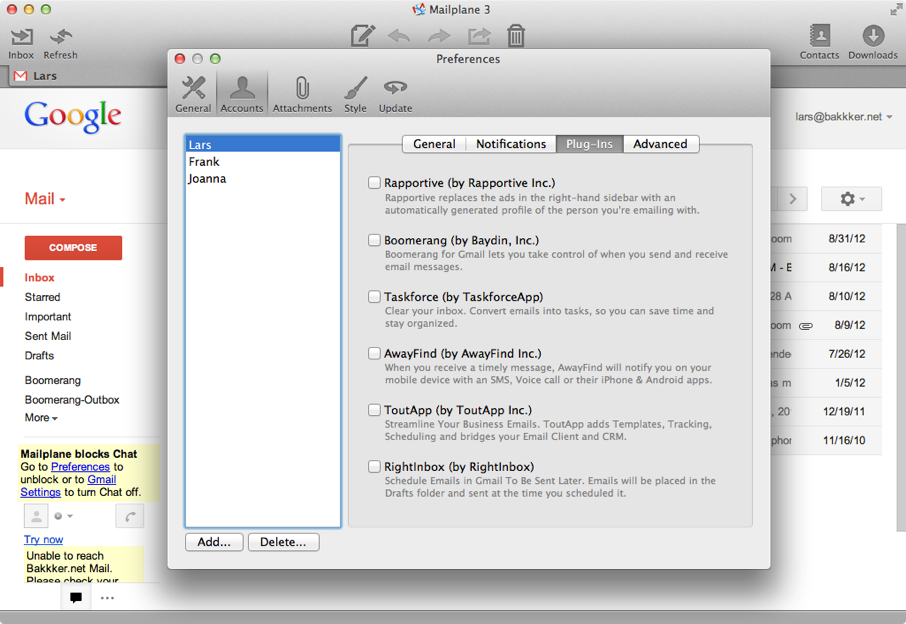 Mailplane 3
Inbox
Refresh
Contacts
Downloads
Lars
Google
lars@bakkker.net
Mail
COMPOSE
Inbox
Starred
Important
Sent Mail
Drafts
Boomerang
Boomerang-Outbox
More
Mailplane blocks Chat
Go to Preferences to
unblock or to Gmail
Settings to turn Chat off.
Try now
Unable to reach
Bakkker.net Mail.
Please check your
Preferences
General
Accounts
Attachments
Style
Update
Lars
Frank
Joanna
Add...
Delete...
General
Notifications
Plug-Ins
Advanced
Rapportive (by Rapportive Inc.)
Rapportive replaces the ads in the right-hand sidebar with an
automatically generated profile of the person you're emailing with.
Boomerang (by Baydin, Inc.)
Boomerang for Gmail lets you take control of when you send and receive
email messages.
Taskforce (by TaskforceApp)
Clear your inbox. Convert emails into tasks, so you can save time and
stay organized.
AwayFind (by AwayFind Inc.)
When you receive a timely message, AwayFind will notify you on your
mobile device with an SMS, Voice call or their iPhone & Android apps.
ToutApp (by ToutApp Inc.)
Streamline Your Business Emails. ToutApp adds Templates, Tracking,
Scheduling and bridges your Email Client and CRM.
RightInbox (by RightInbox)
Schedule Emails in Gmail To Be Sent Later. Emails will be placed in the
Drafts folder and sent at the time you scheduled it.
oom 8/31/12
M - E 8/16/12
28 A 8/10/12
oom 8/9/12
ende 7/26/12
as m 1/5/12
, 20 12/19/11
phor 11/16/10